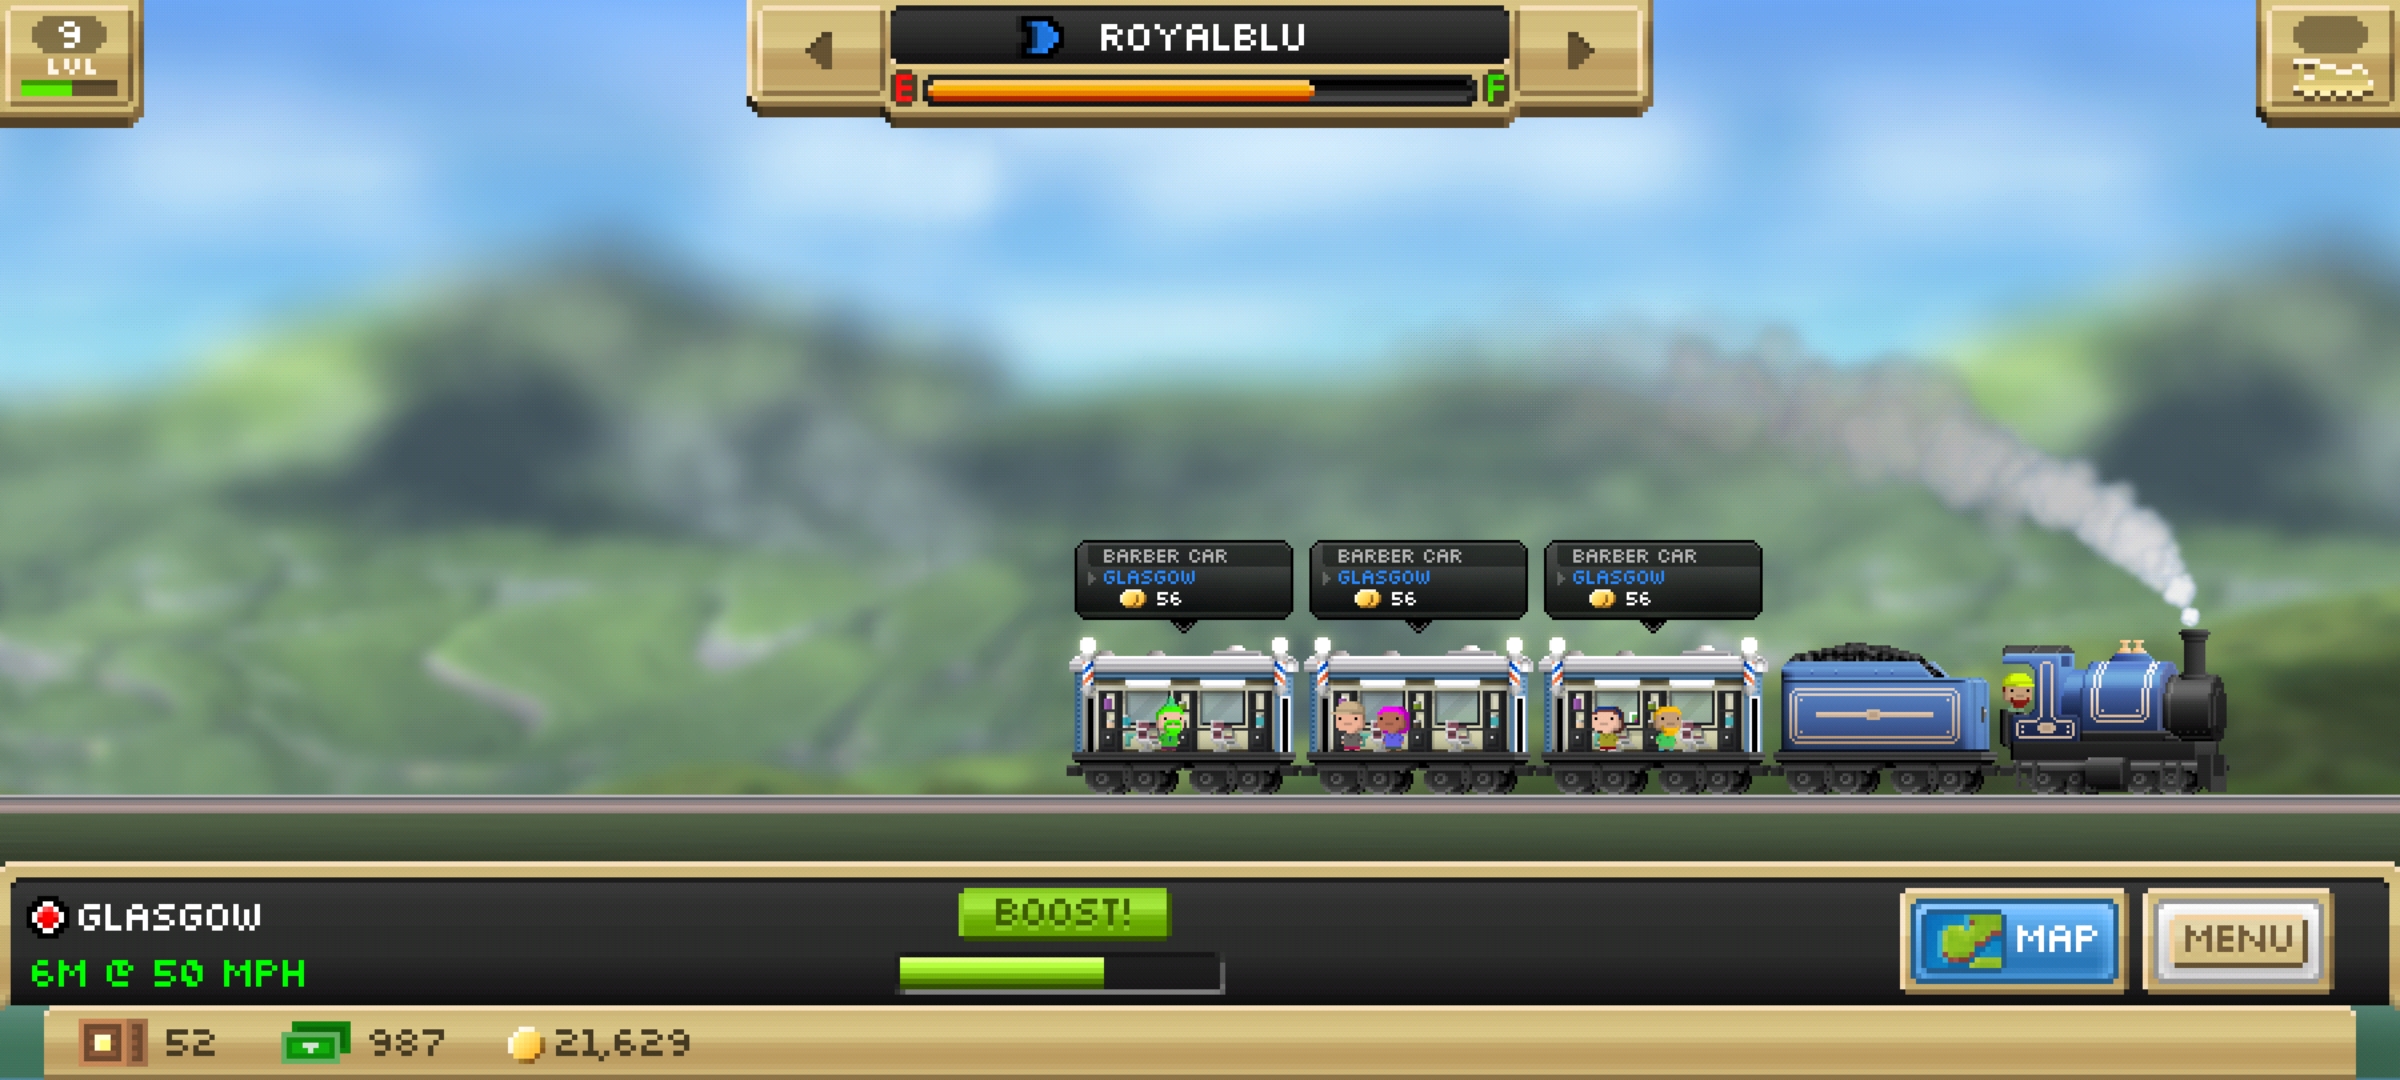 9
LVL
ROYALBLU
E F
BARBER CAR
GLASGOW
56
BARBER CAR
GLASGOW
56
BARBER CAR
GLASGOW
56
GLASGOW
6M @ 50 MPH
BOOST!
MAP
MENU
52 987 21,629